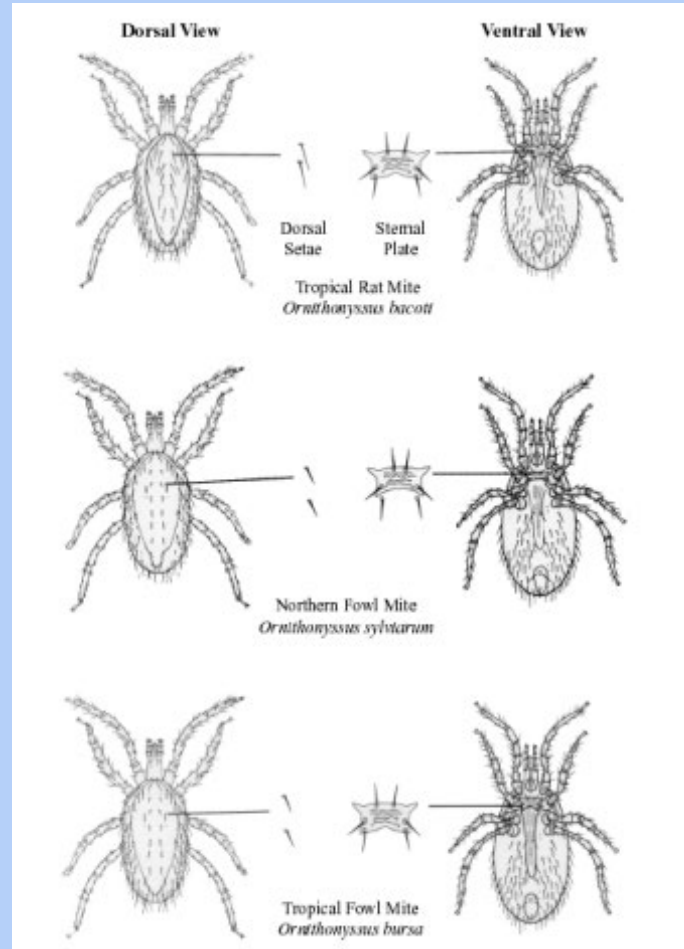 Dorsal View
Ventral View
Dorsal
Setae
Sternal
Plate
Tropical Rat Mite
Ornithonyssus bacoti
Northern Fowl Mite
Ornithonyssus sylviarum
Tropical Fowl Mite
Ornithonyssus bursa